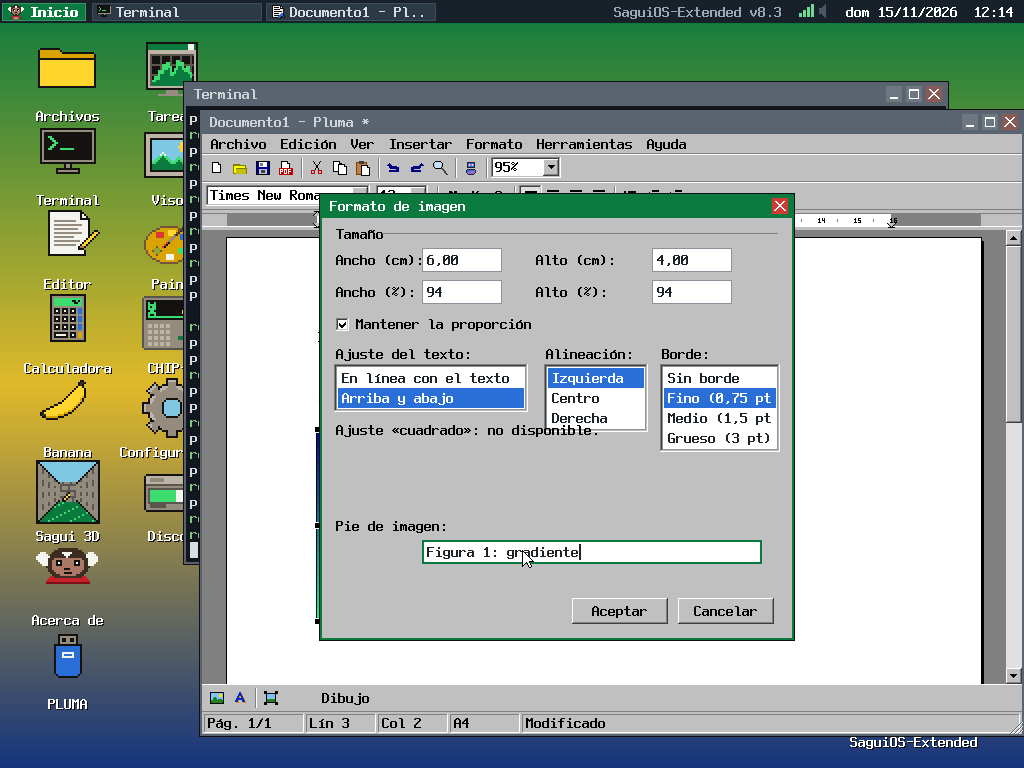 Inicio
Terminal
Documento1 - Pl..
SaguiOS-Extended v8.3
dom 15/11/2026
12:14
Archivos
Terminal
Editor
Calculadora
CHIP
Banana
Sagui 3D
Acerca de
PLUMA
Terminal
Documento1 - Pluma *
Archivo Edición Ver Insertar Formato Herramientas Ayuda
95%
Times New Roma
14 15 16
Formato de imagen
Tamaño
Ancho (cm): 6,00 Alto (cm): 4,00
Ancho (%): 94 Alto (%): 94
Mantener la proporción
Ajuste del texto: Alineación: Borde:
En línea con el texto Izquierda Sin borde
Arriba y abajo Centro Fino (0,75 pt
Derecha Medio (1,5 pt
Ajuste «cuadrado»: no disponible. Grueso (3 pt)
Pie de imagen:
Figura 1: gradiente
Aceptar Cancelar
Dibujo
Pág. 1/1 Lín 3 Col 2 A4 Modificado
SaguiOS-Extended